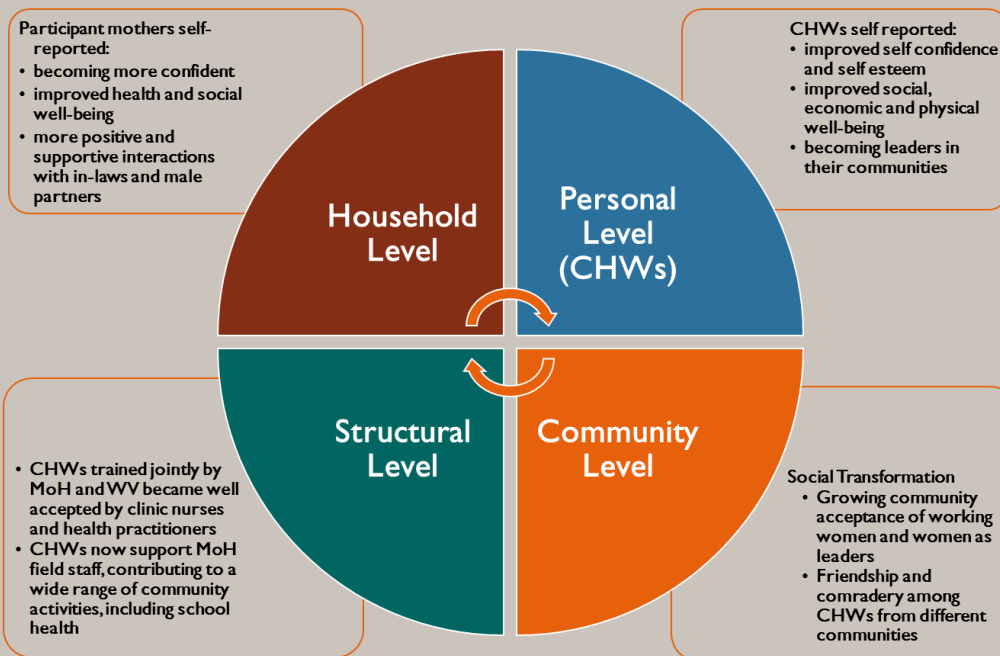 Participant mothers self-
reported:
• becoming more confident
• improved health and social
well-being
• more positive and
supportive interactions
with in-laws and male
partners
CHWs self reported:
• improved self confidence
and self esteem
• improved social,
economic and physical
well-being
• becoming leaders in
their communities
Household
Level
Personal
Level
(CHWs)
Structural
Level
Community
Level
• CHWs trained jointly by
MoH and WV became well
accepted by clinic nurses
and health practitioners
• CHWs now support MoH
field staff, contributing to a
wide range of community
activities, including school
health
Social Transformation
• Growing community
acceptance of working
women and women as
leaders
• Friendship and
comradery among
CHWs from different
communities